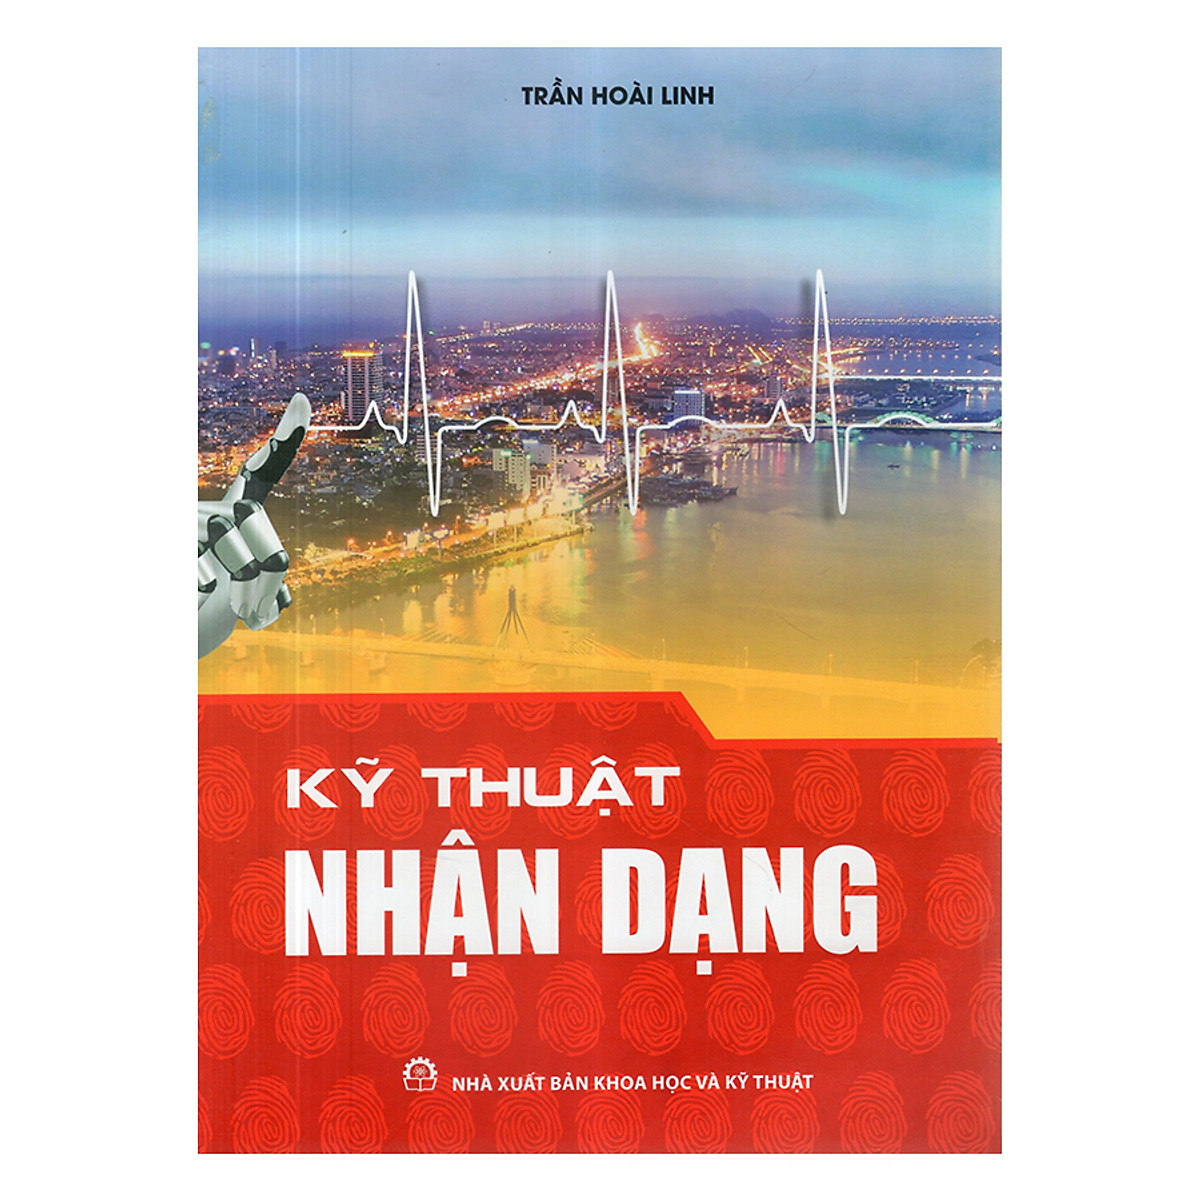 TRẦN HOÀI LINH
KỸ THUẬT
NHẬN DẠNG
NHÀ XUẤT BẢN KHOA HỌC VÀ KỸ THUẬT